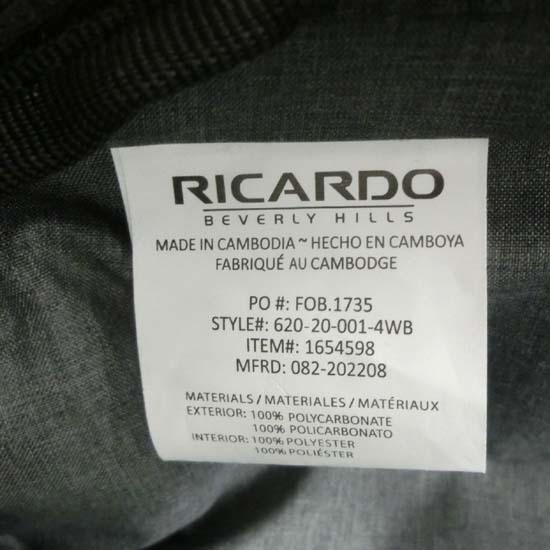 RICARDO
BEVERLY HILLS
MADE IN CAMBODIA ~ HECHO EN CAMBOYA
FABRIQUÉ AU CAMBODGE
PO #: FOB.1735
STYLE#: 620-20-001-4WB
ITEM#: 1654598
MFRD: 082-202208
MATERIALS / MATERIALES / MATÉRIAUX
EXTERIOR: 100% POLYCARBONATE
100% POLICARBONATO
INTERIOR: 100% POLYESTER
100% POLIÉSTER